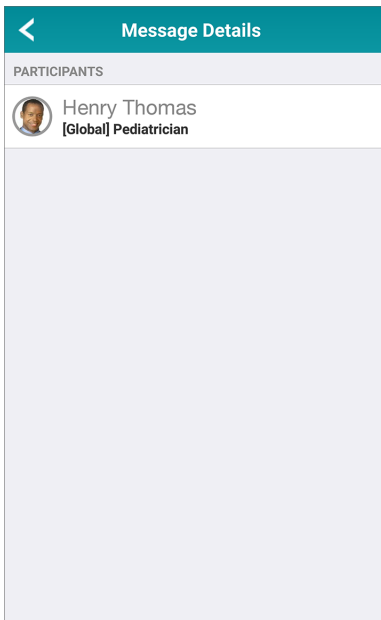 Message Details
PARTICIPANTS
Henry Thomas
[Global] Pediatrician